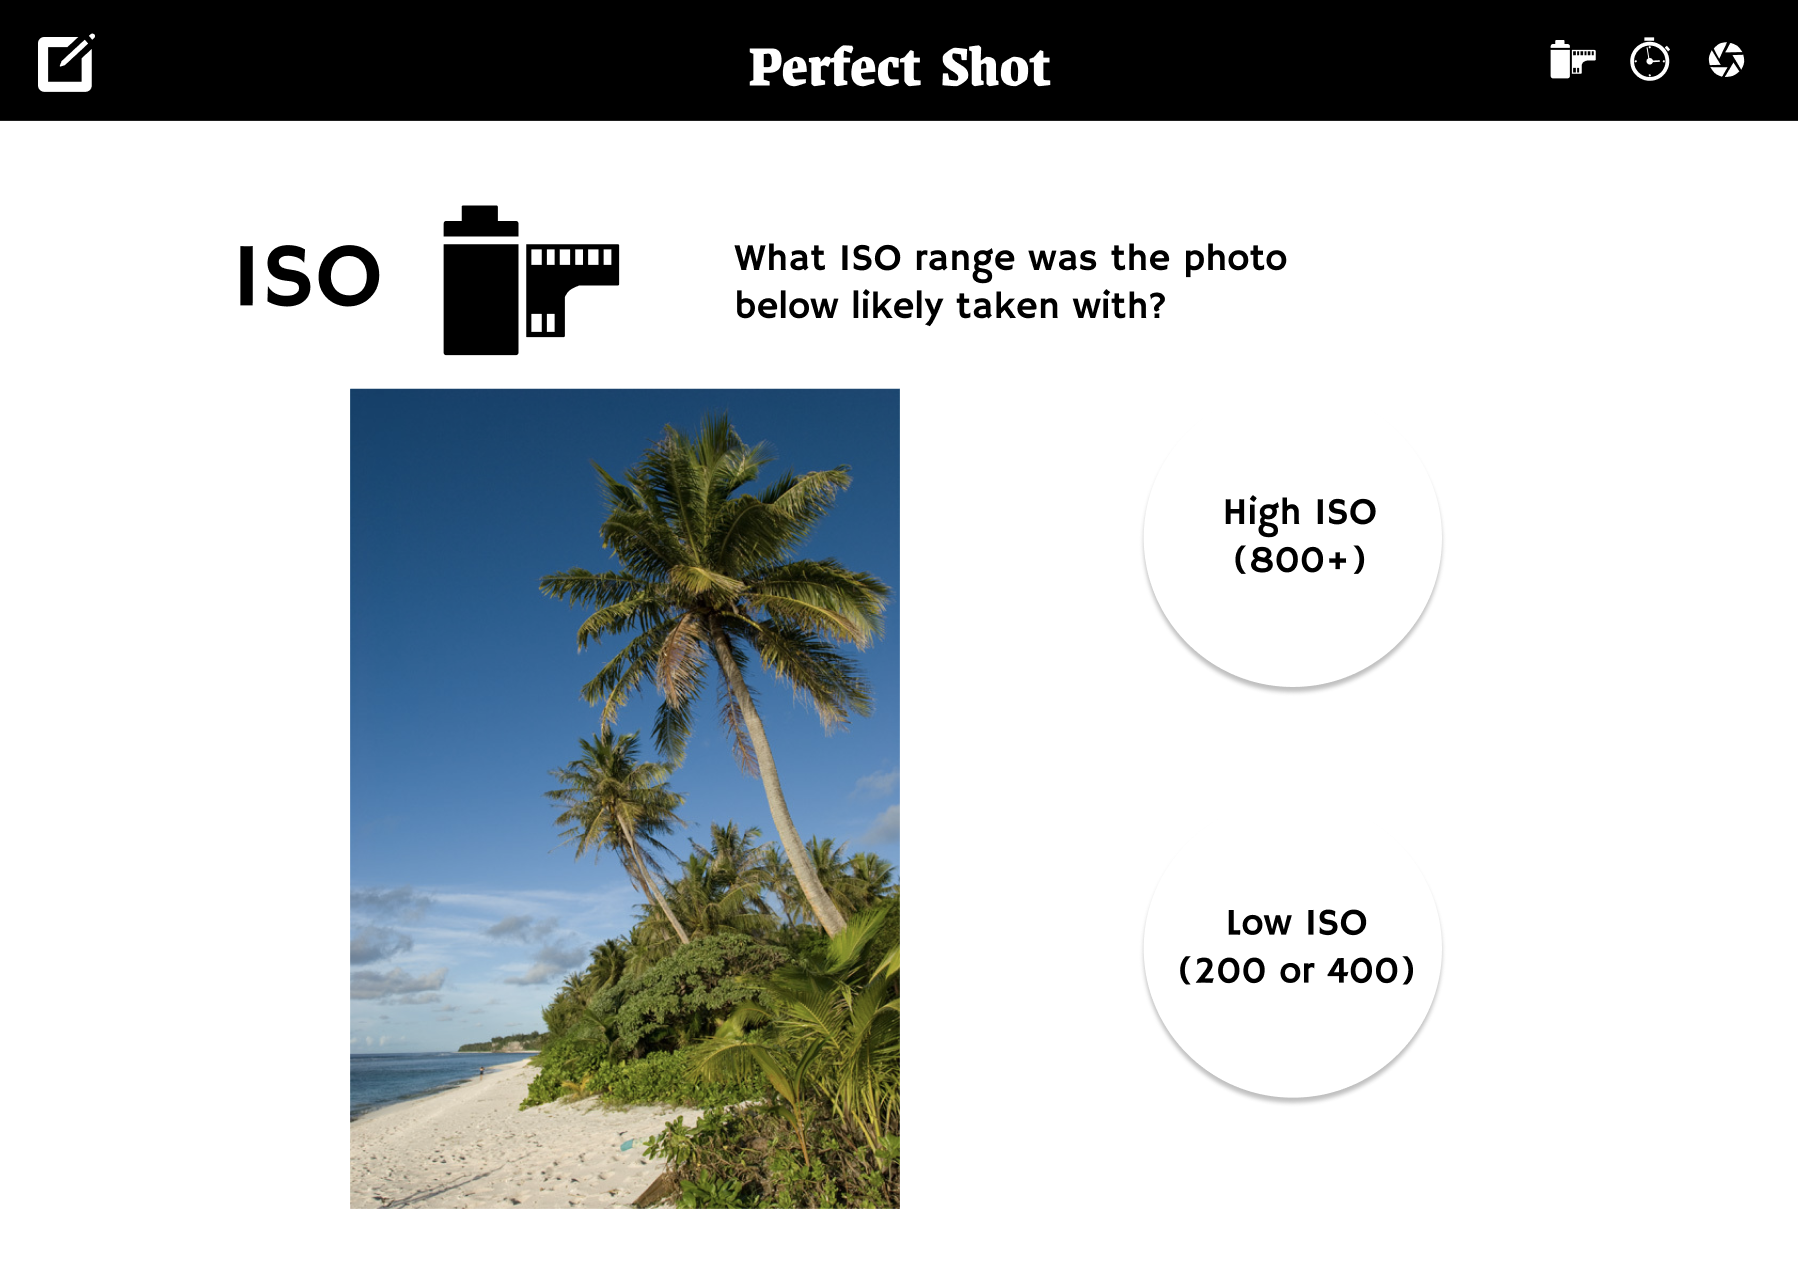 Perfect Shot
ISO
What ISO range was the photo
below likely taken with?
High ISO
(800+)
Low ISO
(200 or 400)